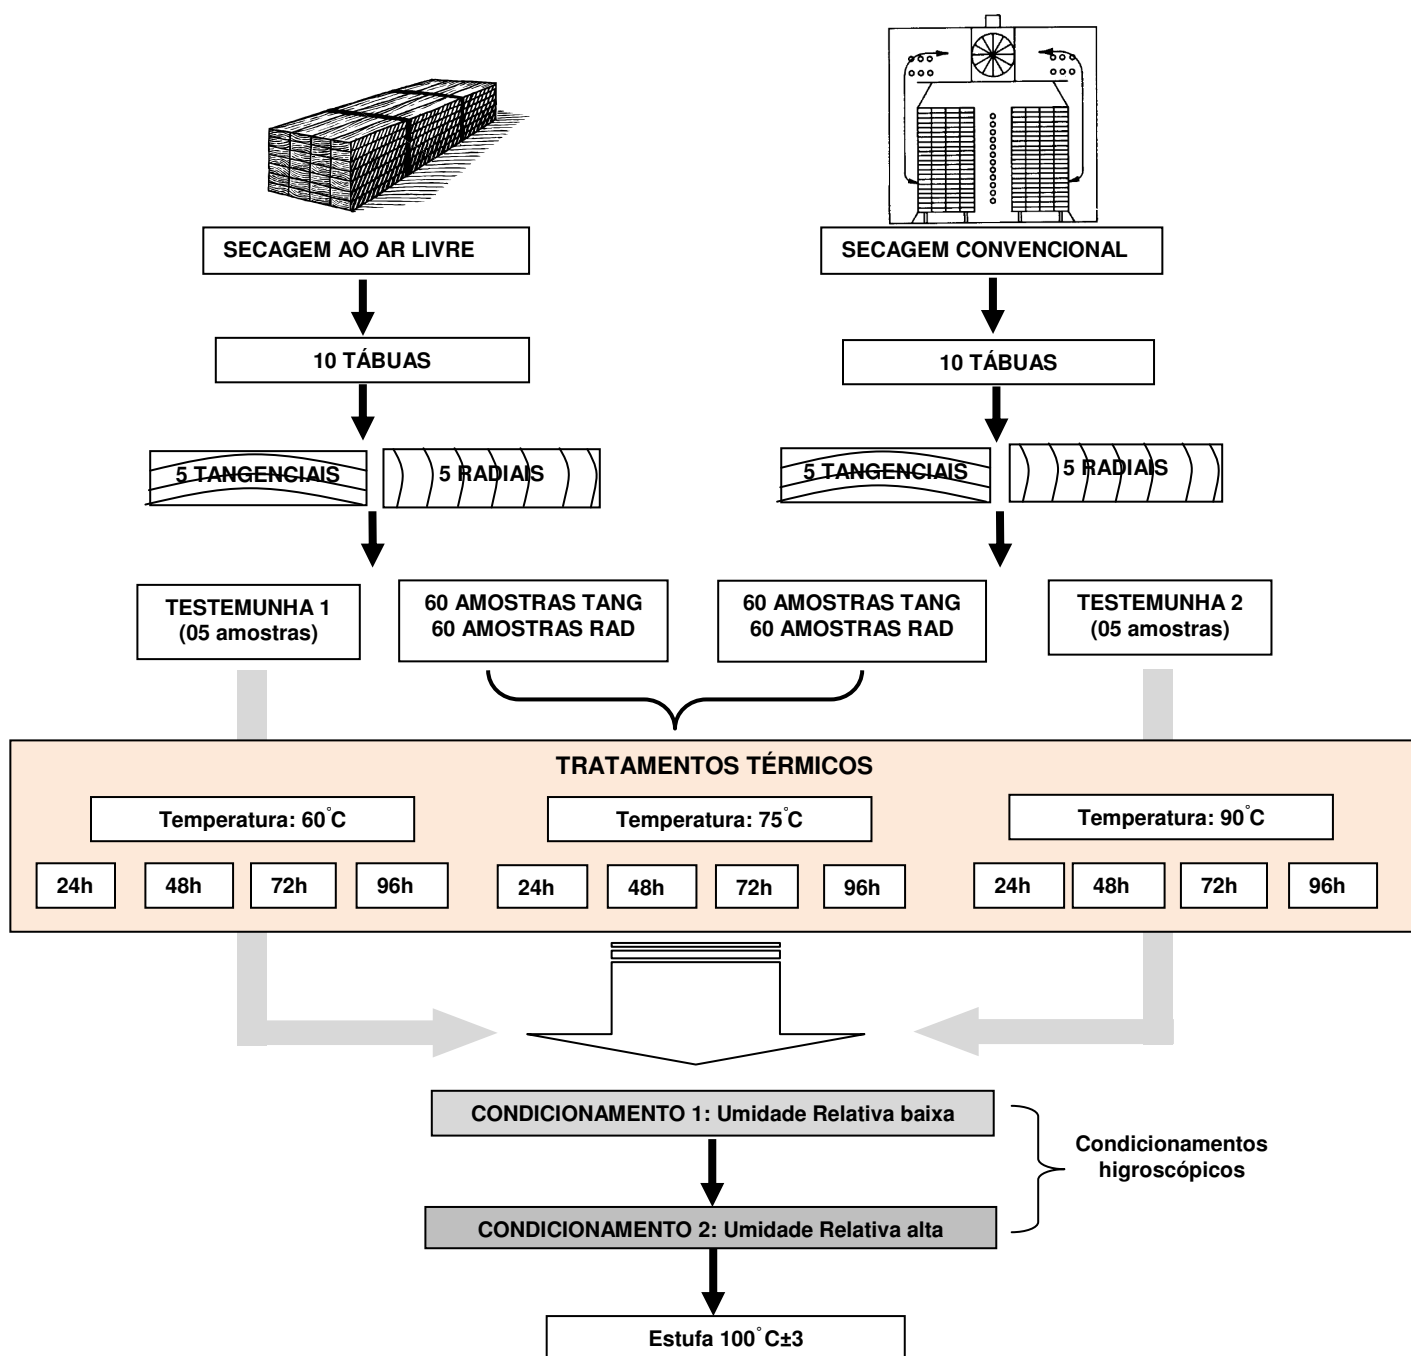 SECAGEM AO AR LIVRE
SECAGEM CONVENCIONAL
10 TÁBUAS
10 TÁBUAS
5 TANGENCIAIS
5 RADIAIS
5 TANGENCIAIS
5 RADIAIS
TESTEMUNHA 1
(05 amostras)
60 AMOSTRAS TANG
60 AMOSTRAS RAD
60 AMOSTRAS TANG
60 AMOSTRAS RAD
TESTEMUNHA 2
(05 amostras)
TRATAMENTOS TÉRMICOS
Temperatura: 60°C
Temperatura: 75°C
Temperatura: 90°C
24h
48h
72h
96h
24h
48h
72h
96h
24h
48h
72h
96h
CONDICIONAMENTO 1: Umidade Relativa baixa
Condicionamentos
higroscópicos
CONDICIONAMENTO 2: Umidade Relativa alta
Estufa 100°C±3